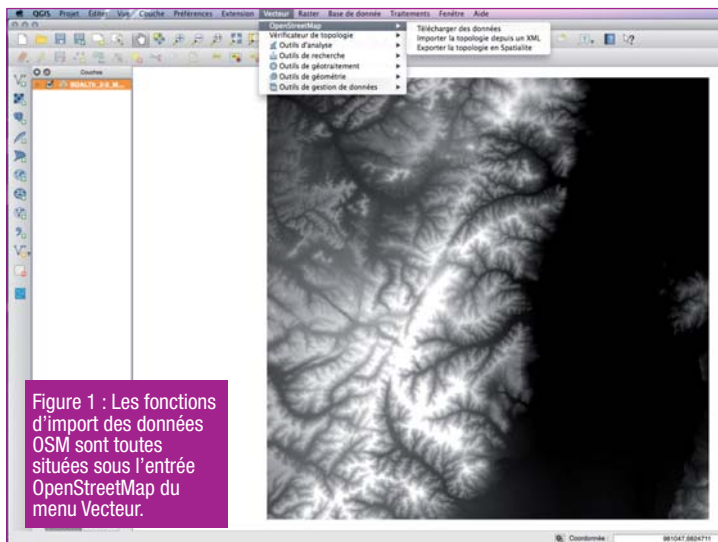 QGIS Projet Éditer Vue Couche Préférences Extension Vecteur Raster Base de donnée Traitements Fenêtre Aide
OpenStreetMap
Vérificateur de topologie
Outils d'analyse
Outils de recherche
Outils de géotraitement
Outils de géométrie
Outils de gestion de données
Télécharger des données
Importer la topologie depuis un XML
Exporter la topologie en Spatialite
Couches
Figure 1 : Les fonctions
d'import des données
OSM sont toutes
situées sous l'entrée
OpenStreetMap du
menu Vecteur.
Coordonnée :